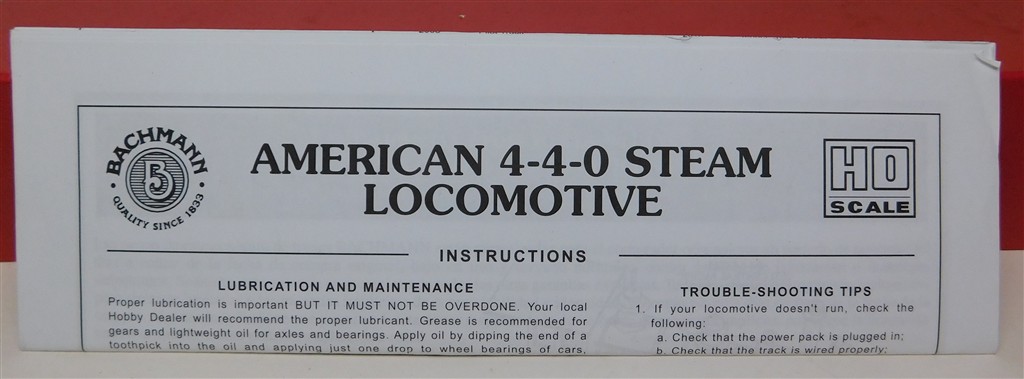 BACHMANN
B
QUALITY SINCE 1833
AMERICAN 4-4-0 STEAM
LOCOMOTIVE
HO
SCALE
INSTRUCTIONS
LUBRICATION AND MAINTENANCE
Proper lubrication is important BUT IT MUST NOT BE OVERDONE. Your local
Hobby Dealer will recommend the proper lubricant. Grease is recommended for
gears and lightweight oil for axles and bearings. Apply oil by dipping the end of a
toothpick into the oil and applying just one drop to wheel bearings of cars,
TROUBLE-SHOOTING TIPS
1. If your locomotive doesn't run, check the
following:
a. Check that the power pack is plugged in;
b. Check that the track is wired properly;